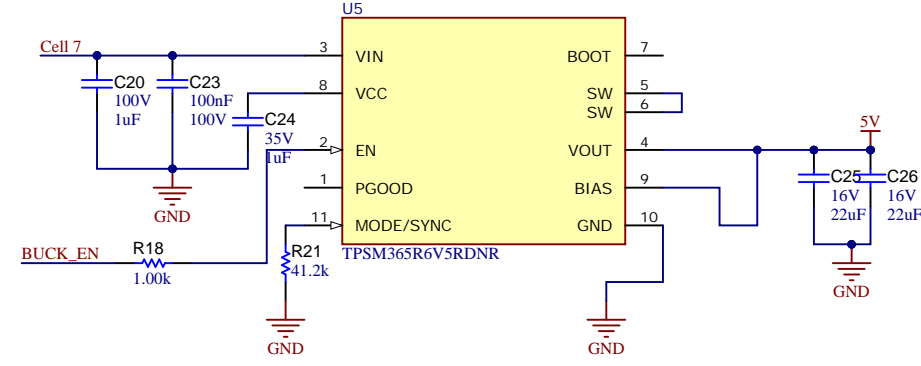 U5
Cell 7
3
VIN
BOOT
7
C20
100V
1uF
C23
100nF
100V
8
VCC
SW
5
SW
6
C24
35V
1uF
2
EN
VOUT
4
5V
1
PGOOD
BIAS
9
C25
16V
22uF
C26
16V
22uF
11
MODE/SYNC
GND
10
GND
BUCK_EN
R18
1.00k
R21
41.2k
TPSM365R6V5RDNR
GND
GND
GND